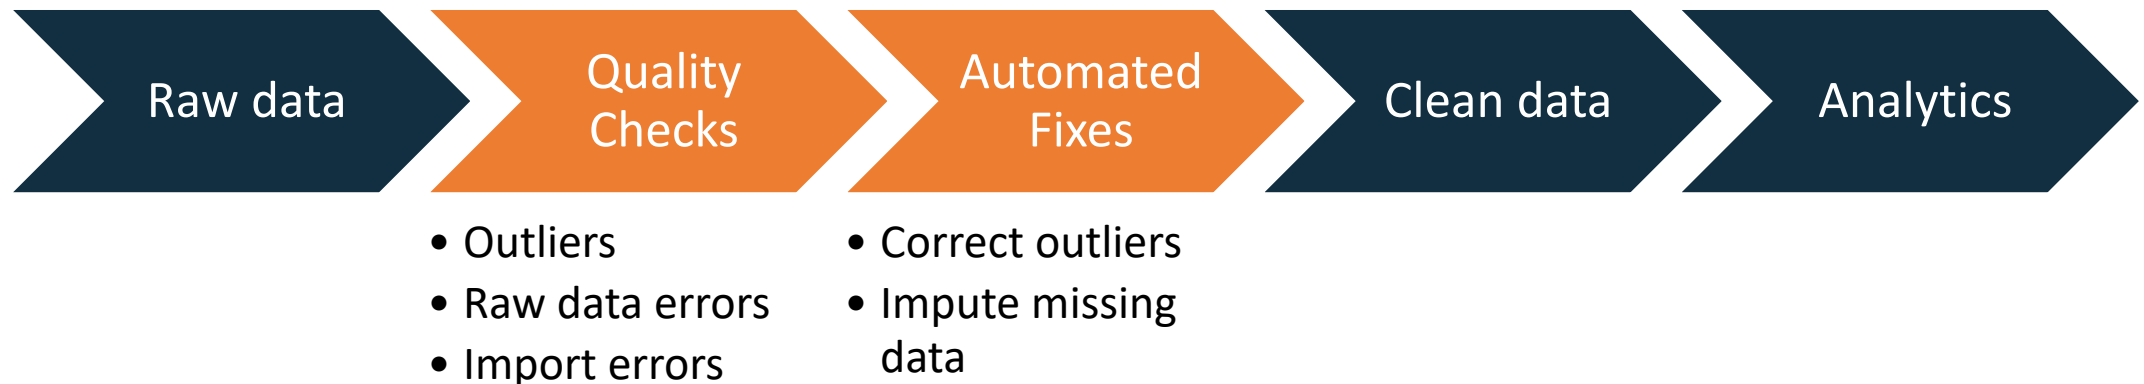 Raw data
Quality
Checks
Automated
Fixes
Clean data
Analytics
• Outliers
• Raw data errors
• Import errors
• Correct outliers
• Impute missing
data